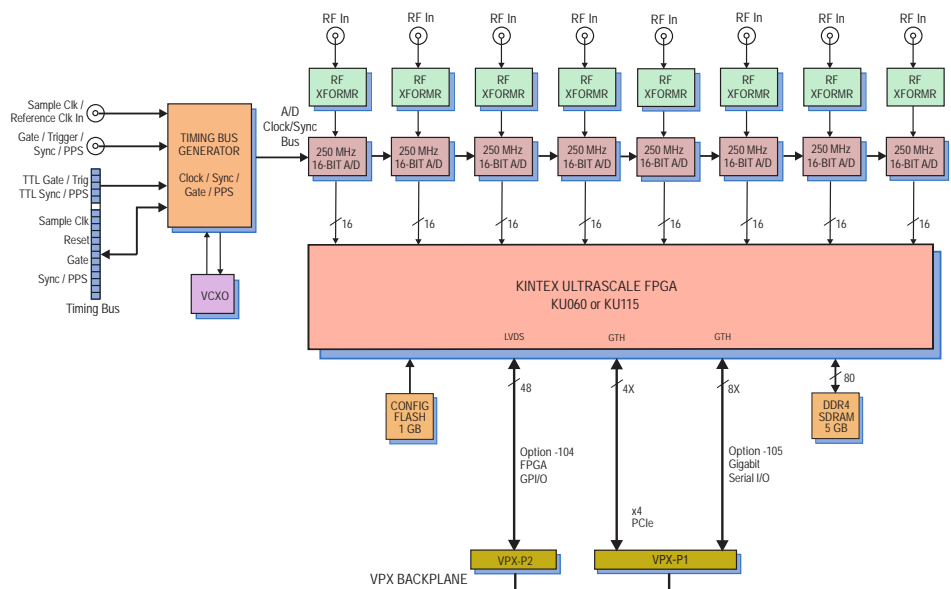 RF In RF In RF In RF In RF In RF In RF In RF In
RF XFORMR
RF XFORMR
RF XFORMR
RF XFORMR
RF XFORMR
RF XFORMR
RF XFORMR
RF XFORMR
Sample Clk /
Reference Clk In
Gate / Trigger /
Sync / PPS
TTL Gate / Trig
TTL Sync / PPS
Sample Clk
Reset
Gate
Sync / PPS
Timing Bus
TIMING BUS
GENERATOR
Clock / Sync /
Gate / PPS
VCXO
A/D
Clock/Sync
Bus
250 MHz
16-BIT A/D
250 MHz
16-BIT A/D
250 MHz
16-BIT A/D
250 MHz
16-BIT A/D
250 MHz
16-BIT A/D
250 MHz
16-BIT A/D
250 MHz
16-BIT A/D
250 MHz
16-BIT A/D
16 16 16 16 16 16 16 16
KINTEX ULTRASCALE FPGA
KU060 or KU115
LVDS GTH GTH
48 4X 8X 80
CONFIG
FLASH
1 GB
DDR4
SDRAM
5 GB
Option -104
FPGA
GPI/O
Option -105
Gigabit
Serial I/O
x4
PCIe
VPX-P2 VPX-P1
VPX BACKPLANE